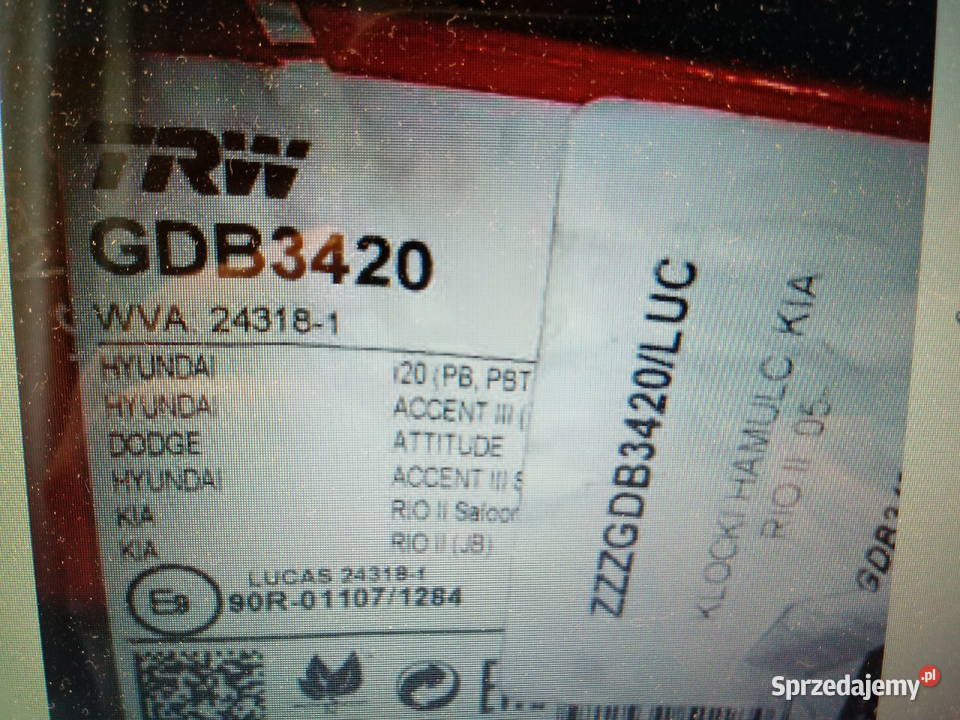 TRW
GDB3420
WVA 24318-1
HYUNDAI i20 (PB, PBT
HYUNDAI ACCENT III (
DODGE ATTITUDE
HYUNDAI ACCENT III S
KIA RIO II Saloon
KIA RIO II (JB)
LUCAS 24318-1
E9 90R-01107/1284
ZZZGDB3420/LUC
KLOCKI HAMUL-C KIA
RIO II 05-
Sprzedajemy.pl